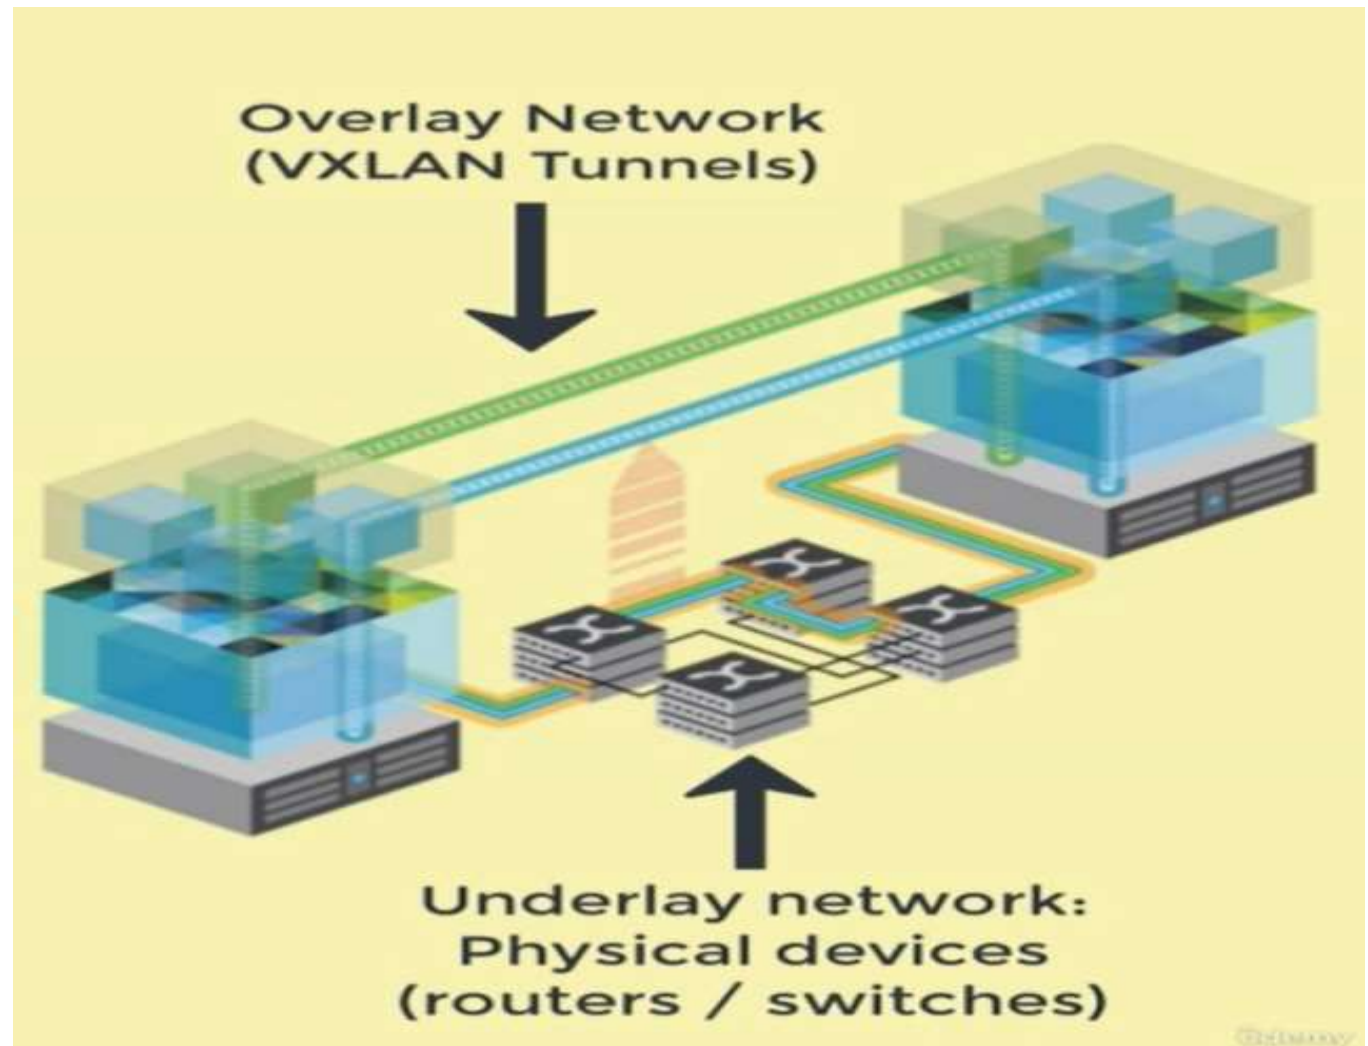 Overlay Network
(VXLAN Tunnels)
Underlay network:
Physical devices
(routers / switches)